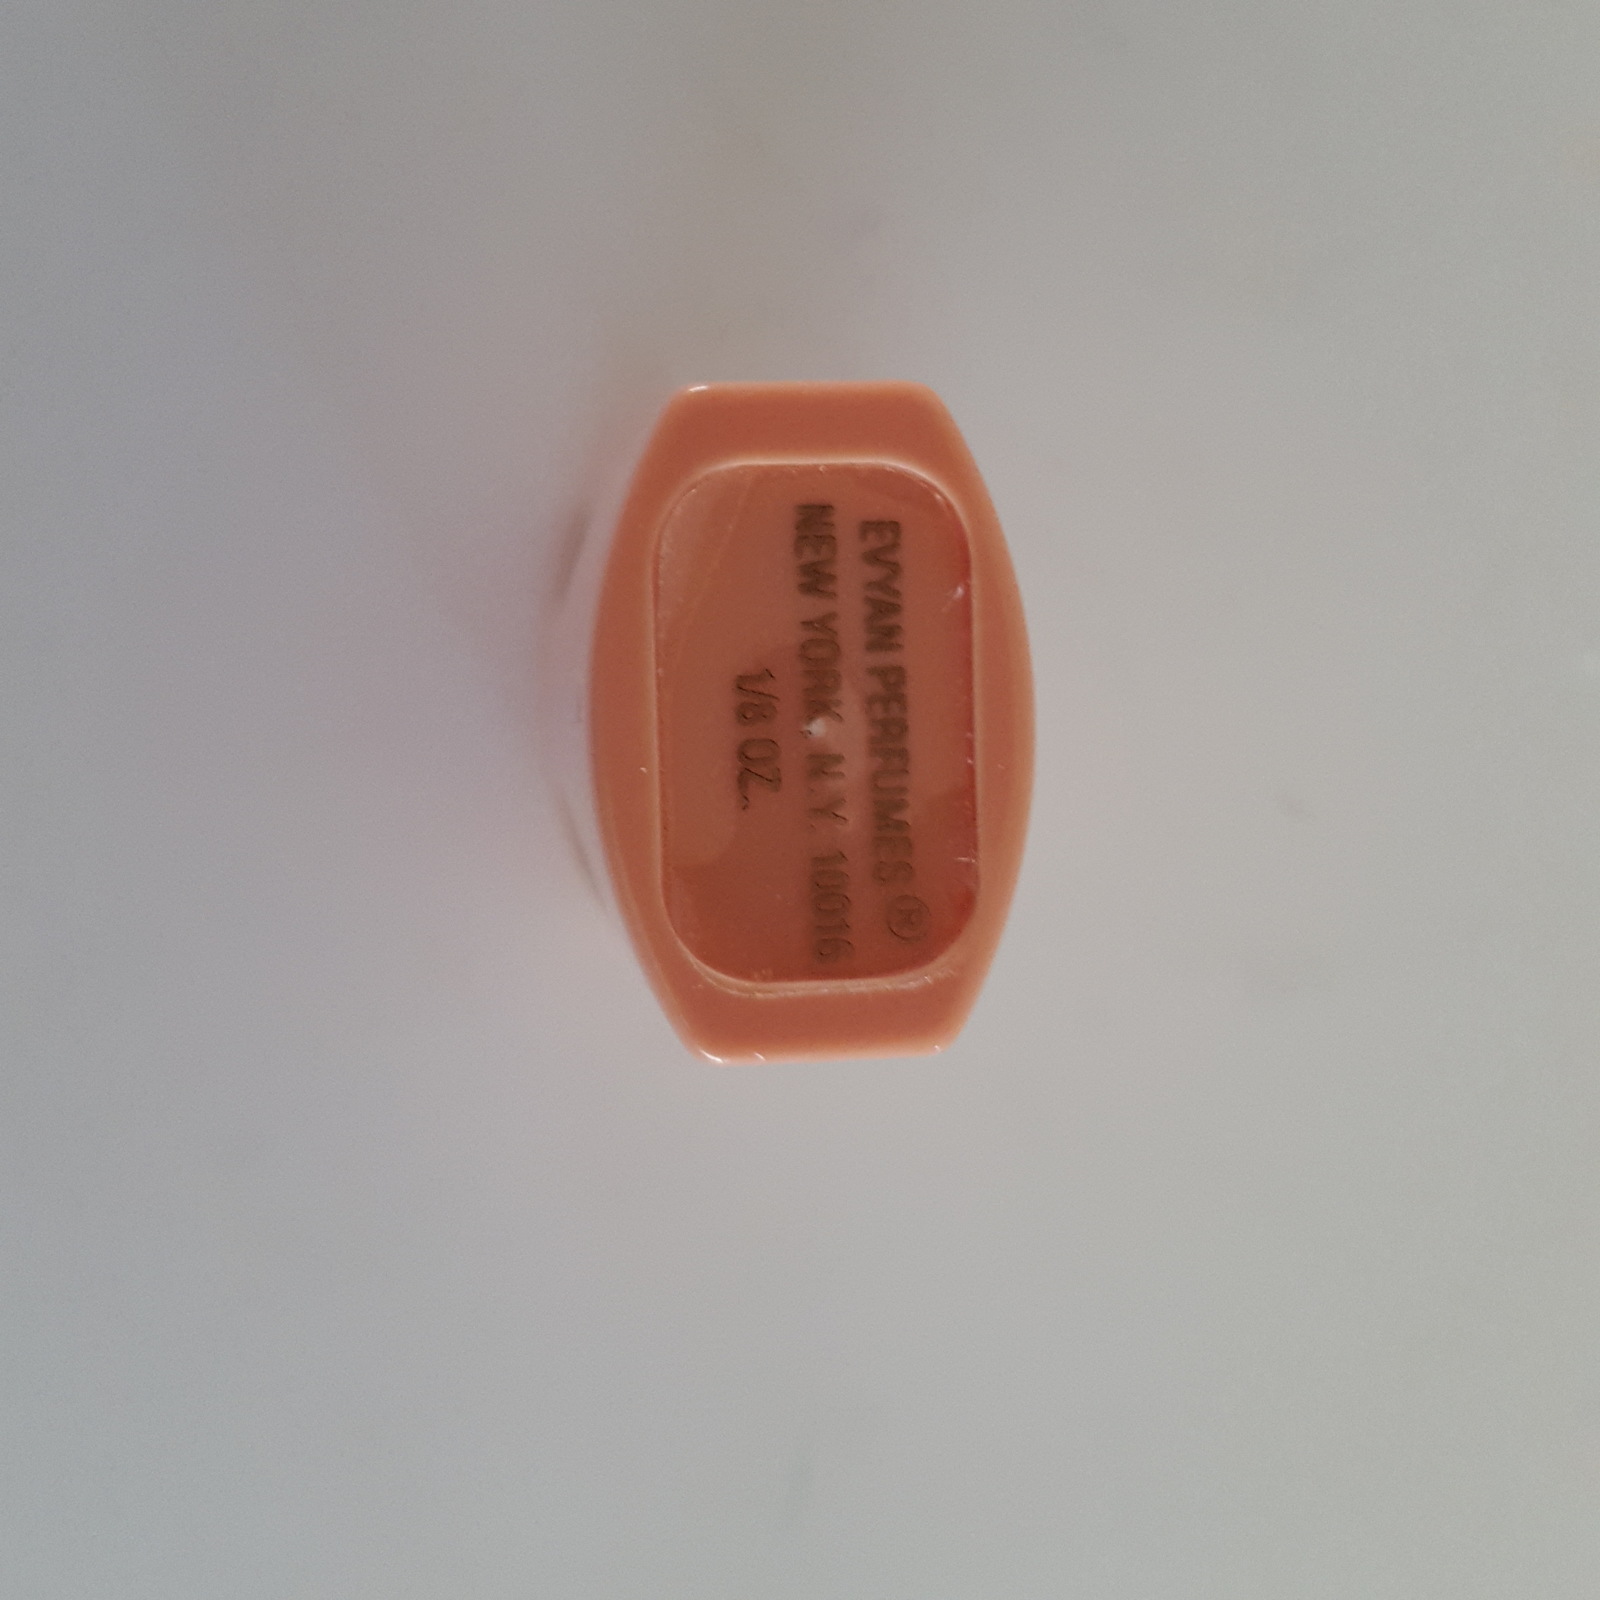 EVYAN PERFUMES®
NEW YORK, N.Y. 10016
1/8 OZ.